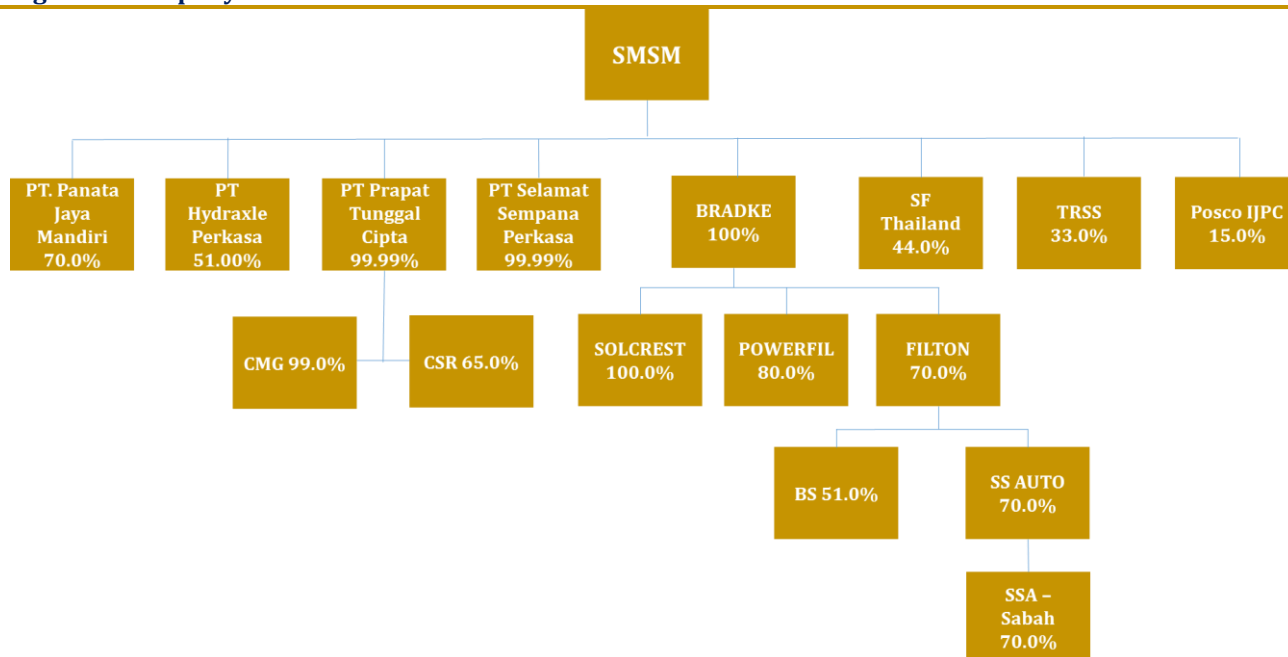 SMSM
PT. Panata
Jaya
Mandiri
70.0%
PT
Hydraxle
Perkasa
51.00%
PT Prapat
Tunggal
Cipta
99.99%
PT Selamat
Sempana
Perkasa
99.99%
BRADKE
100%
SF
Thailand
44.0%
TRSS
33.0%
Posco IJPC
15.0%
CMG 99.0%
CSR 65.0%
SOLCREST
100.0%
POWERFIL
80.0%
FILTON
70.0%
BS 51.0%
SS AUTO
70.0%
SSA –
Sabah
70.0%